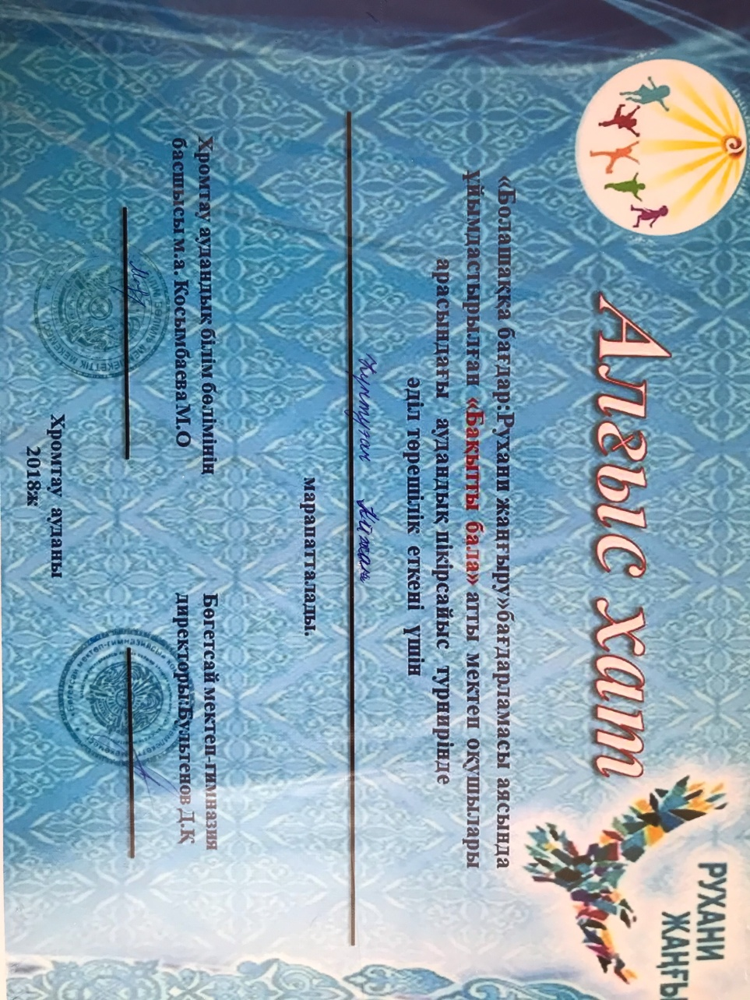 РУХАНИ
ЖАҢҒЫ
Алғыс хат
«Болашаққа бағдар:Рухани жаңғыру»бағдарламасы аясында
ұйымдастырылған «Бақытты бала» атты мектеп оқушылары
арасындағы аудандық пікірсайыс турнирінде
әділ төрешілік еткені үшін
марапатталады.
Хромтау аудандық білім бөлімінің
басшысы м.а. Косымбаева М.О
Бөгетсай мектеп-гимназия
директоры:Бультенов Д.Қ
Хромтау ауданы
2018ж